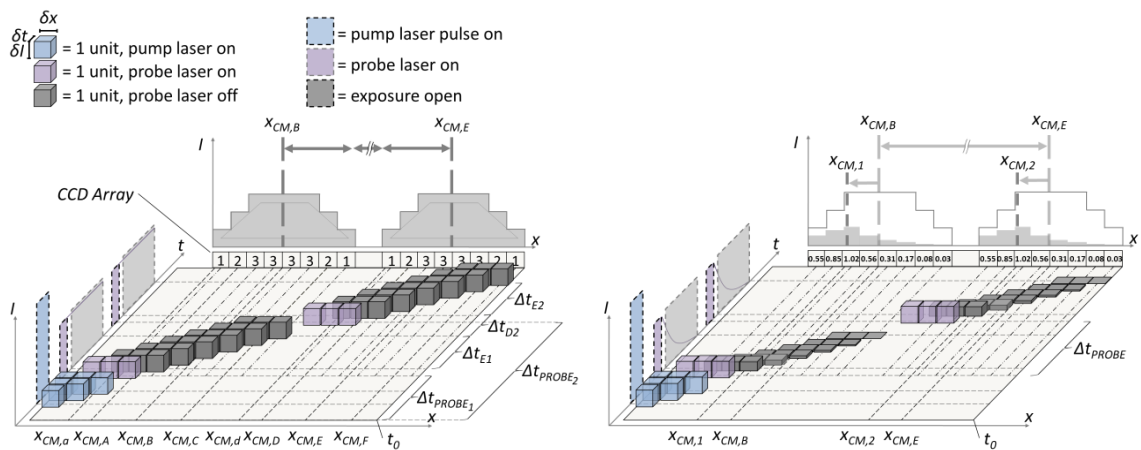 δx
δt
δI
= 1 unit, pump laser on
= 1 unit, probe laser on
= 1 unit, probe laser off
= pump laser pulse on
= probe laser on
= exposure open
I
x_CM,B
x_CM,E
CCD Array
x
1 2 3 3 3 3 2 1 1 2 3 3 3 3 2 1
t
I
Δt_E2
Δt_D2
Δt_E1
Δt_PROBE_2
Δt_PROBE_1
x
x_CM,a x_CM,A x_CM,B x_CM,C x_CM,d x_CM,D x_CM,E x_CM,F t_0
I
x_CM,B
x_CM,E
x_CM,1
x_CM,2
x
0.55 0.85 1.02 0.56 0.31 0.17 0.08 0.03 0.55 0.85 1.02 0.56 0.31 0.17 0.08 0.03
t
I
Δt_PROBE
x
x_CM,1 x_CM,B x_CM,2 x_CM,E t_0